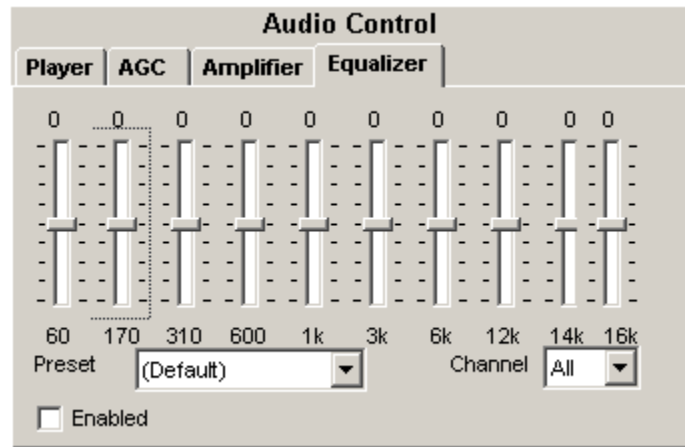 Audio Control
Player AGC Amplifier Equalizer
0 0 0 0 0 0 0 0 0 0
60 170 310 600 1k 3k 6k 12k 14k 16k
Preset (Default) Channel All
Enabled